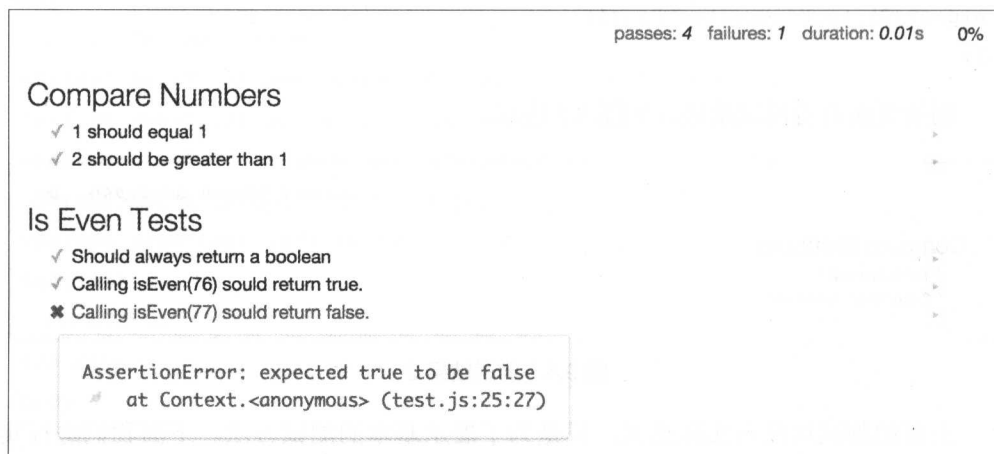 passes: 4 failures: 1 duration: 0.01s 0%
Compare Numbers
✓ 1 should equal 1
✓ 2 should be greater than 1
Is Even Tests
✓ Should always return a boolean
✓ Calling isEven(76) sould return true.
✖ Calling isEven(77) sould return false.
AssertionError: expected true to be false
at Context.<anonymous> (test.js:25:27)